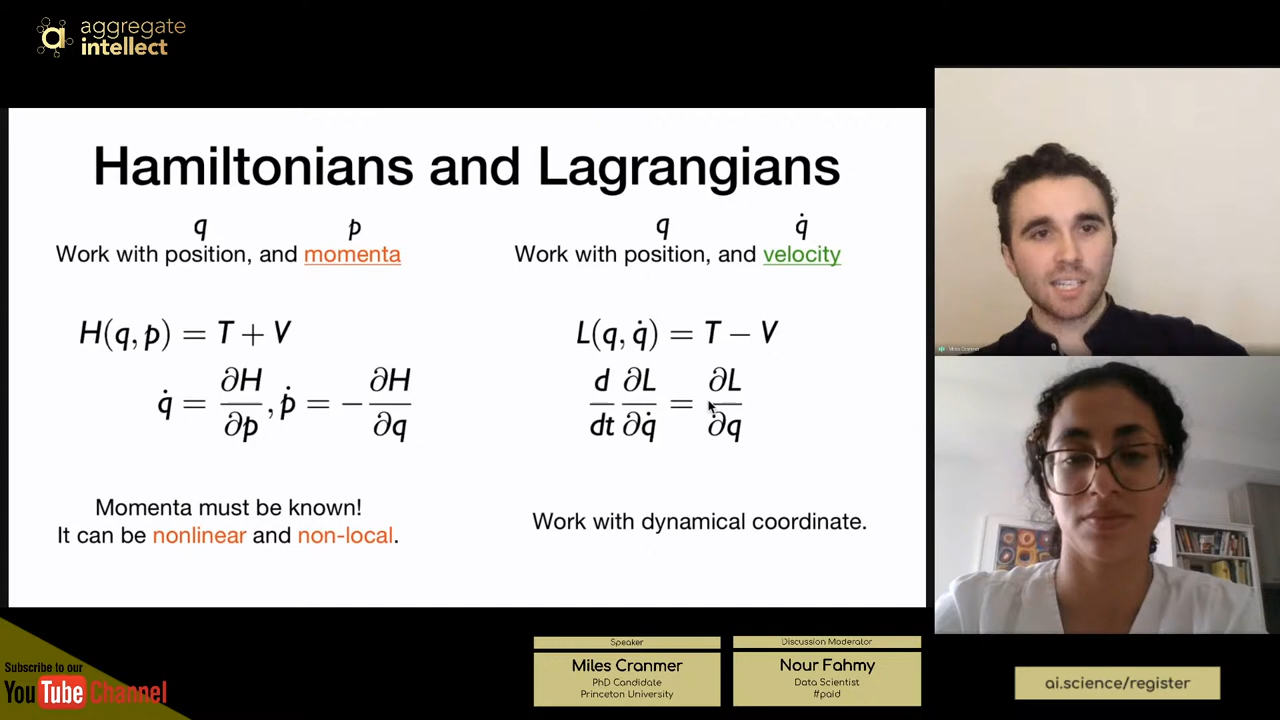 aggregate
intellect
Hamiltonians and Lagrangians
q p
Work with position, and momenta
H(q, p) = T + V
q̇ = ∂H/∂p, ṗ = −∂H/∂q
Momenta must be known!
It can be nonlinear and non-local.
q q̇
Work with position, and velocity
L(q, q̇) = T − V
d/dt ∂L/∂q̇ = ∂L/∂q
Work with dynamical coordinate.
Miles Cranmer
Subscribe to our
YouTube Channel
Speaker
Miles Cranmer
PhD Candidate
Princeton University
Discussion Moderator
Nour Fahmy
Data Scientist
#paid
ai.science/register